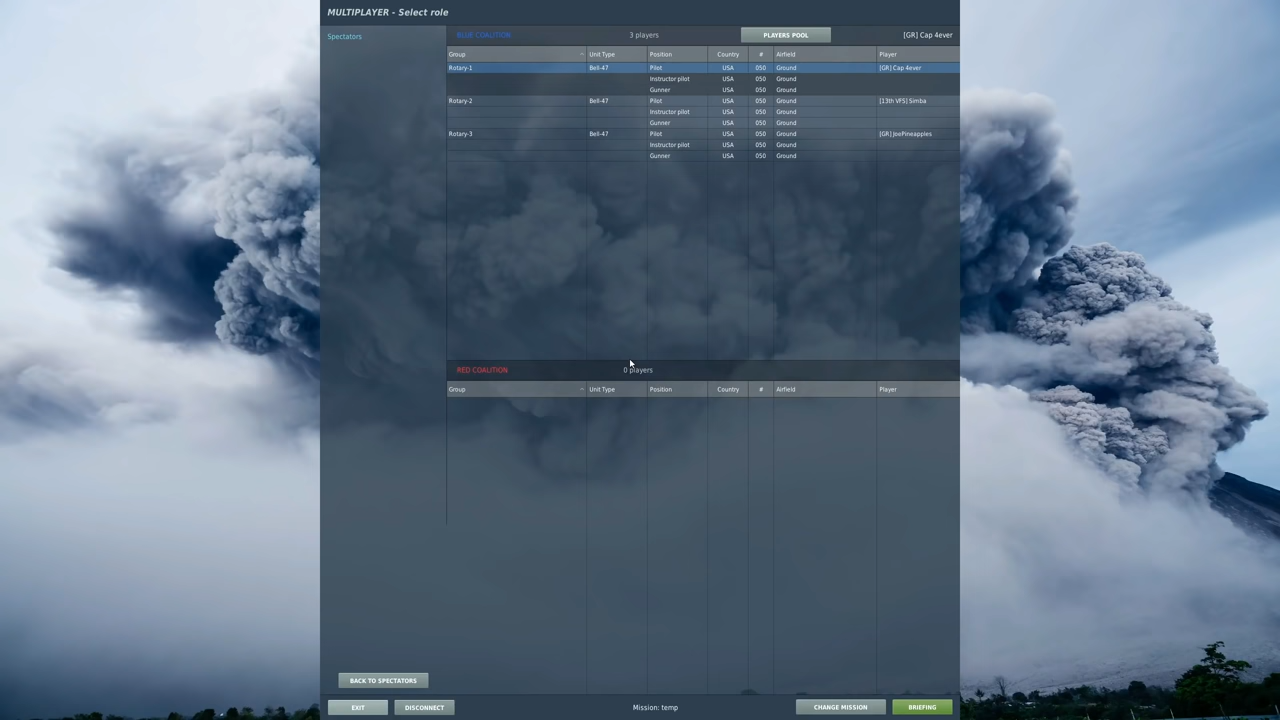 MULTIPLAYER - Select role
Spectators
BLUE COALITION 3 players PLAYERS POOL [GR] Cap 4ever
Group Unit Type Position Country # Airfield Player
Rotary-1 Bell-47 Pilot USA 050 Ground [GR] Cap 4ever
Instructor pilot USA 050 Ground
Gunner USA 050 Ground
Rotary-2 Bell-47 Pilot USA 050 Ground [13th VFS] Simba
Instructor pilot USA 050 Ground
Gunner USA 050 Ground
Rotary-3 Bell-47 Pilot USA 050 Ground [GR]JoePineapples
Instructor pilot USA 050 Ground
Gunner USA 050 Ground
RED COALITION 0 players
Group Unit Type Position Country # Airfield Player
BACK TO SPECTATORS
EXIT DISCONNECT Mission: temp CHANGE MISSION BRIEFING